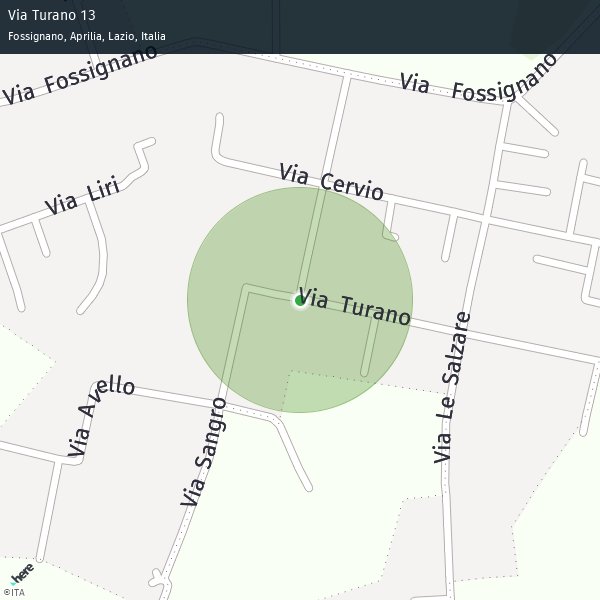 Via Turano 13
Fossignano, Aprilia, Lazio, Italia
Via Fossignano
Via Fossignano
Via Cervio
Via Liri
Via Turano
Via Le Salzare
Via Avello
Via Sangro
here
©ITA